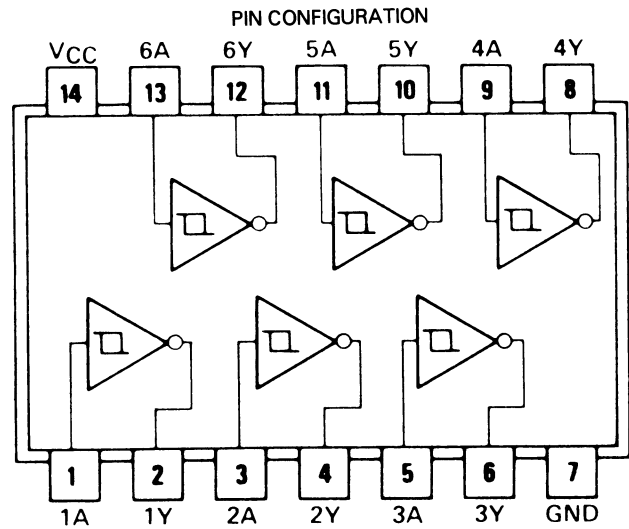 PIN CONFIGURATION
VCC 6A 6Y 5A 5Y 4A 4Y
14 13 12 11 10 9 8
1 2 3 4 5 6 7
1A 1Y 2A 2Y 3A 3Y GND